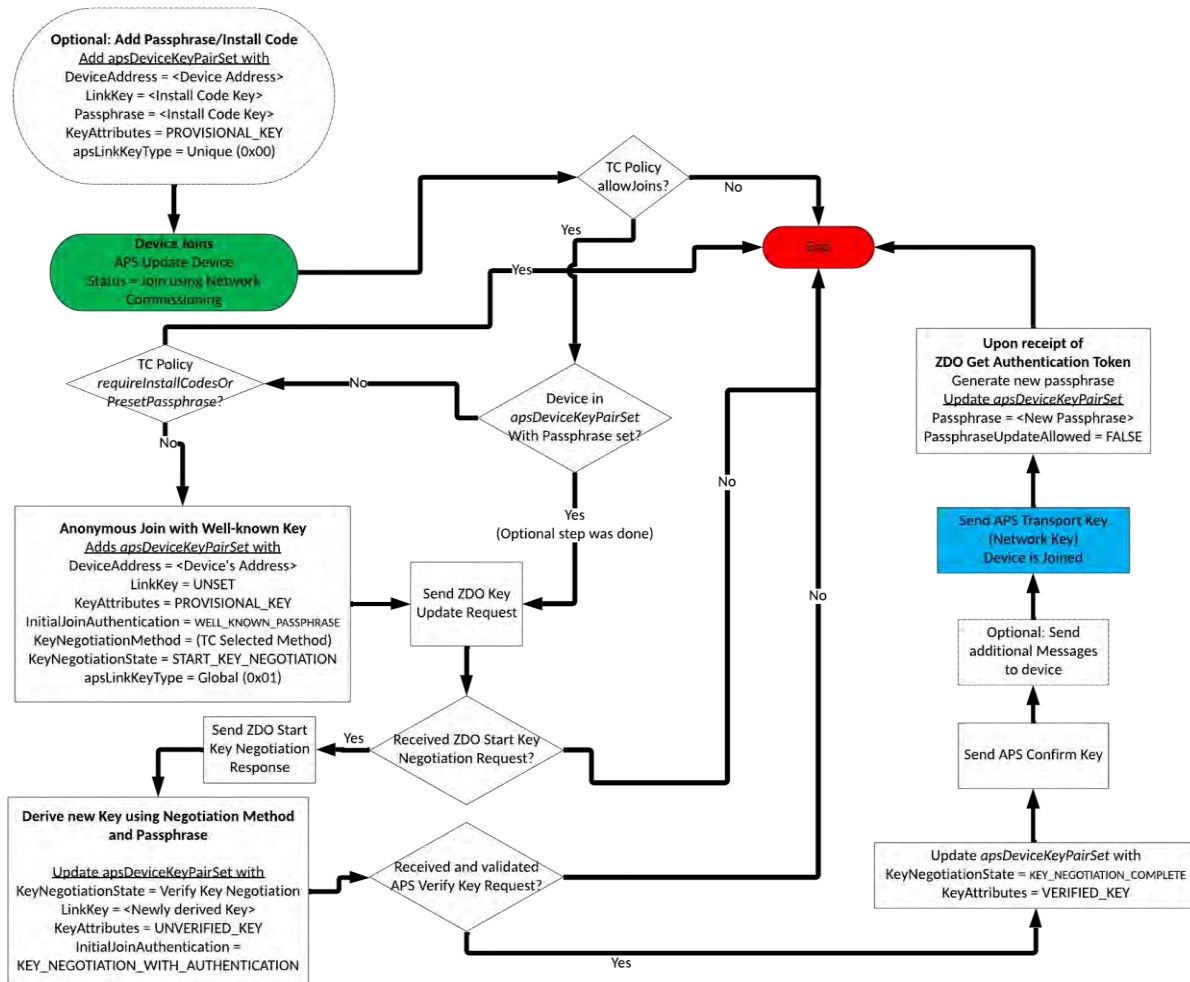 Optional: Add Passphrase/Install Code
Add apsDeviceKeyPairSet with
DeviceAddress = <Device Address>
LinkKey = <Install Code Key>
Passphrase = <Install Code Key>
KeyAttributes = PROVISIONAL_KEY
apsLinkKeyType = Unique (0x00)
Device Joins
APS Update Device
Status = Join using Network
Commissioning
TC Policy
allowJoins?
No
Yes
End
Yes
TC Policy
requireInstallCodesOr
PresetPassphrase?
No
Device in
apsDeviceKeyPairSet
With Passphrase set?
No
Yes
(Optional step was done)
Anonymous Join with Well-known Key
Adds apsDeviceKeyPairSet with
DeviceAddress = <Device's Address>
LinkKey = UNSET
KeyAttributes = PROVISIONAL_KEY
InitialJoinAuthentication = WELL_KNOWN_PASSPHRASE
KeyNegotiationMethod = (TC Selected Method)
KeyNegotiationState = START_KEY_NEGOTIATION
apsLinkKeyType = Global (0x01)
Send ZDO Key
Update Request
Received ZDO Start Key
Negotiation Request?
Yes
No
Send ZDO Start
Key Negotiation
Response
Derive new Key using Negotiation Method
and Passphrase
Update apsDeviceKeyPairSet with
KeyNegotiationState = Verify Key Negotiation
LinkKey = <Newly derived Key>
KeyAttributes = UNVERIFIED_KEY
InitialJoinAuthentication =
KEY_NEGOTIATION_WITH_AUTHENTICATION
Received and validated
APS Verify Key Request?
No
Yes
Update apsDeviceKeyPairSet with
KeyNegotiationState = KEY_NEGOTIATION_COMPLETE
KeyAttributes = VERIFIED_KEY
Send APS Confirm Key
Optional: Send
additional Messages
to device
Send APS Transport Key
(Network Key)
Device is Joined
Upon receipt of
ZDO Get Authentication Token
Generate new passphrase
Update apsDeviceKeyPairSet
Passphrase = <New Passphrase>
PassphraseUpdateAllowed = FALSE